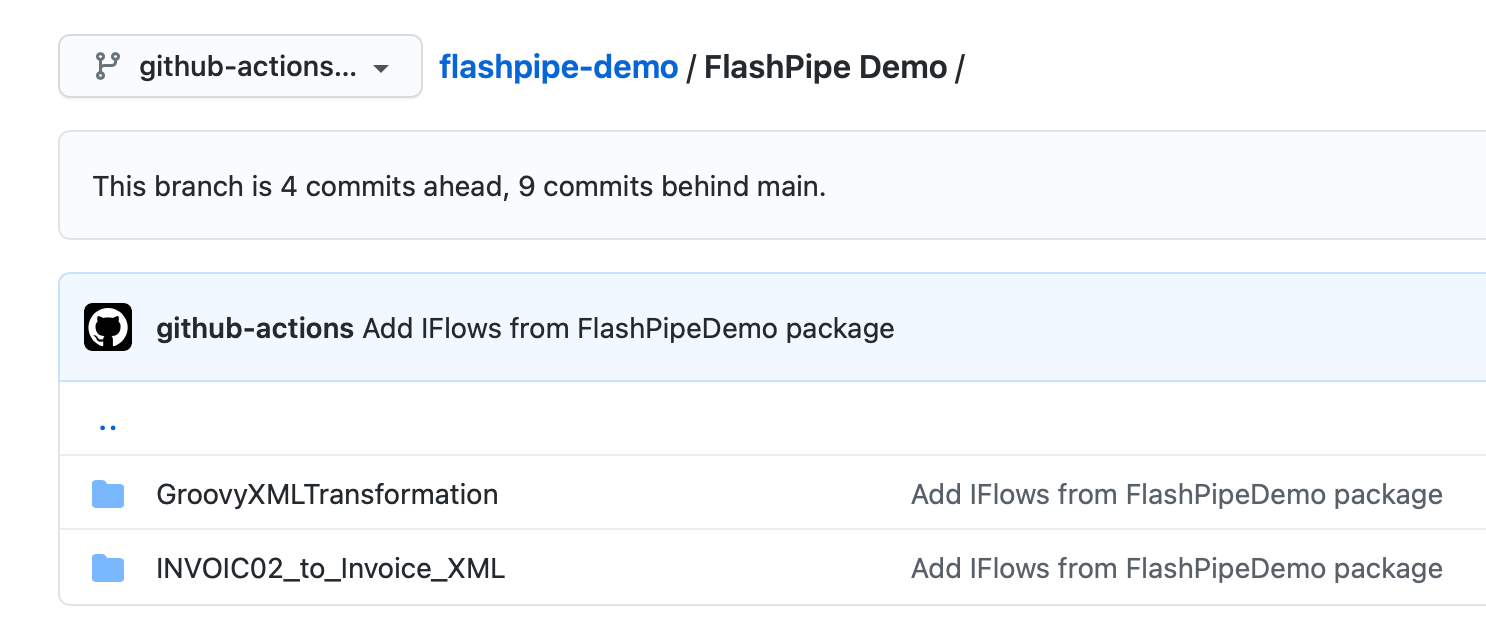 github-actions... flashpipe-demo / FlashPipe Demo /
This branch is 4 commits ahead, 9 commits behind main.
github-actions Add IFlows from FlashPipeDemo package
..
GroovyXMLTransformation Add IFlows from FlashPipeDemo package
INVOIC02_to_Invoice_XML Add IFlows from FlashPipeDemo package